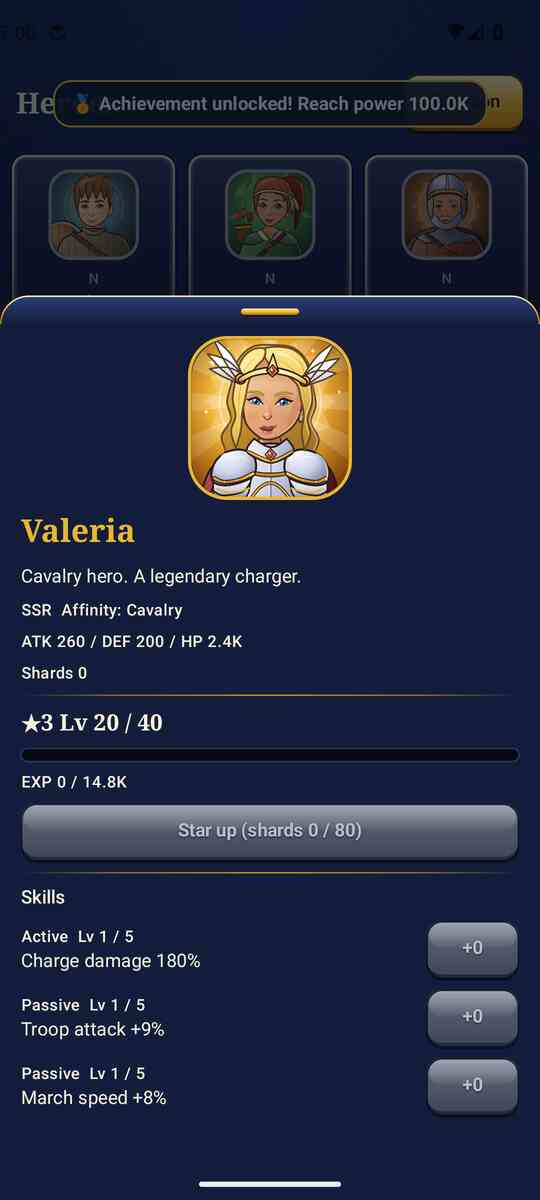 He
🏅 Achievement unlocked! Reach power 100.0K
N
N
N
Valeria
Cavalry hero. A legendary charger.
SSR Affinity: Cavalry
ATK 260 / DEF 200 / HP 2.4K
Shards 0
★3 Lv 20 / 40
EXP 0 / 14.8K
Star up (shards 0 / 80)
Skills
Active Lv 1 / 5
Charge damage 180%
+0
Passive Lv 1 / 5
Troop attack +9%
+0
Passive Lv 1 / 5
March speed +8%
+0